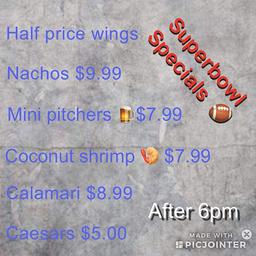 Superbowl
Specials 🏈
Half price wings
Nachos $9.99
Mini pitchers 🍺 $7.99
Coconut shrimp 🍤 $7.99
Calamari $8.99
Caesars $5.00
After 6pm
MADE WITH
PICJOINTER